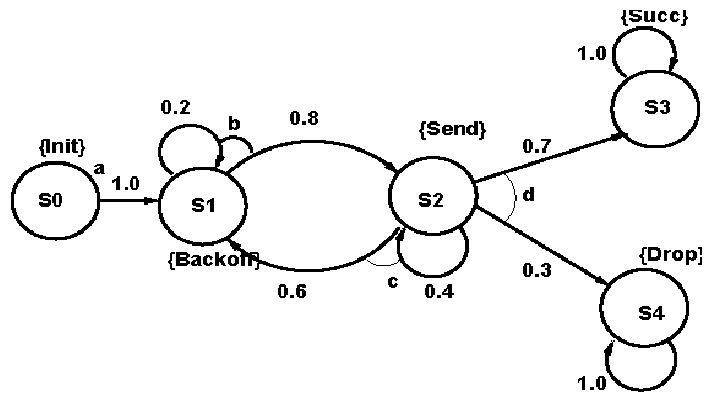 {Succ}
1.0
S3
0.2
b
0.8
{Send}
{Init}
a
1.0
0.7
S0
S1
S2
d
{Backoff}
{Drop}
0.6
c
0.4
0.3
S4
1.0